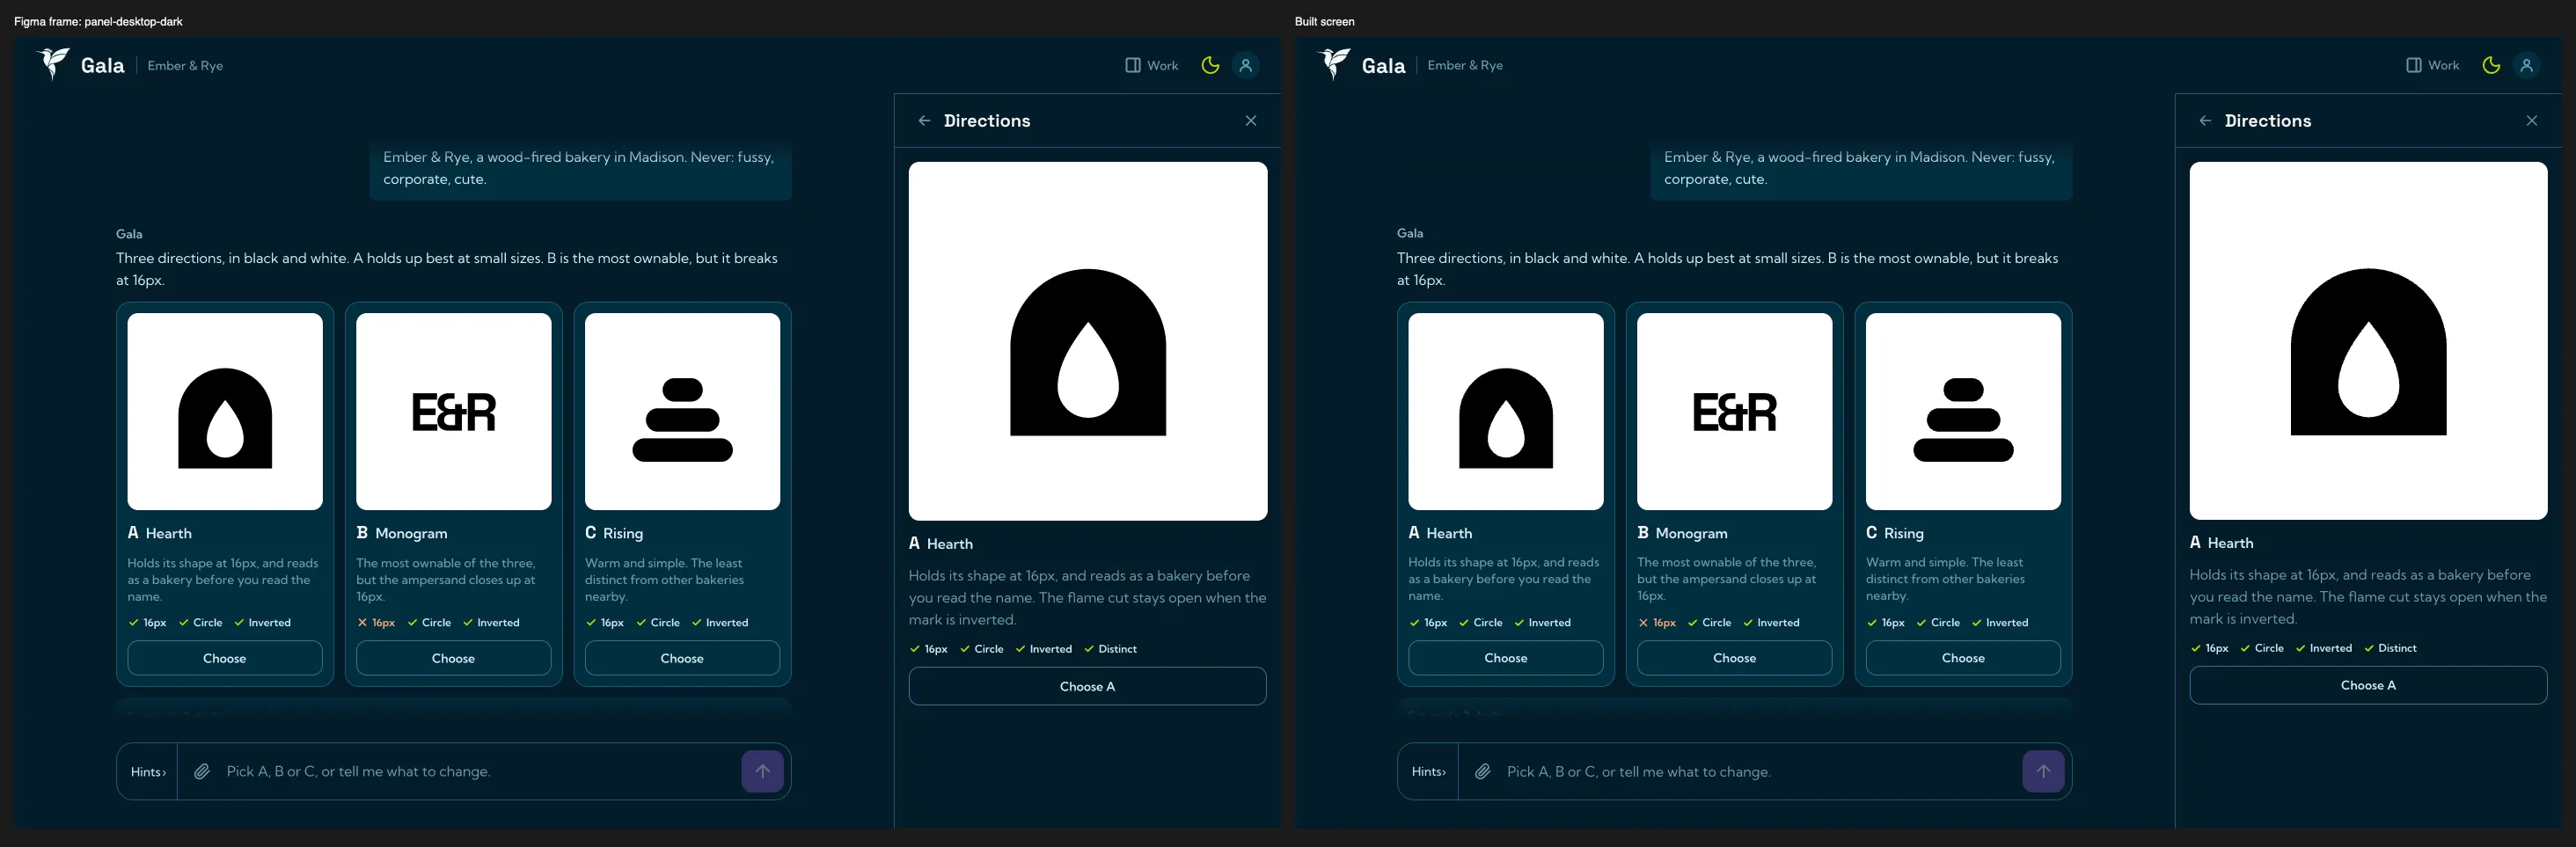 Figma frame: panel-desktop-dark
Gala
Ember & Rye
Work
Ember & Rye, a wood-fired bakery in Madison. Never: fussy,
corporate, cute.
Gala
Three directions, in black and white. A holds up best at small sizes. B is the most ownable, but it breaks
at 16px.
E&R
A Hearth
Holds its shape at 16px, and reads
as a bakery before you read the
name.
16px Circle Inverted
Choose
B Monogram
The most ownable of the three,
but the ampersand closes up at
16px.
16px Circle Inverted
Choose
C Rising
Warm and simple. The least
distinct from other bakeries
nearby.
16px Circle Inverted
Choose
Hints›
Pick A, B or C, or tell me what to change.
Directions
A Hearth
Holds its shape at 16px, and reads as a bakery before
you read the name. The flame cut stays open when the
mark is inverted.
16px Circle Inverted Distinct
Choose A
Built screen
Gala
Ember & Rye
Work
Ember & Rye, a wood-fired bakery in Madison. Never: fussy,
corporate, cute.
Gala
Three directions, in black and white. A holds up best at small sizes. B is the most ownable, but it breaks
at 16px.
E&R
A Hearth
Holds its shape at 16px, and reads
as a bakery before you read the
name.
16px Circle Inverted
Choose
B Monogram
The most ownable of the three,
but the ampersand closes up at
16px.
16px Circle Inverted
Choose
C Rising
Warm and simple. The least
distinct from other bakeries
nearby.
16px Circle Inverted
Choose
Hints›
Pick A, B or C, or tell me what to change.
Directions
A Hearth
Holds its shape at 16px, and reads as a bakery before
you read the name. The flame cut stays open when the
mark is inverted.
16px Circle Inverted Distinct
Choose A